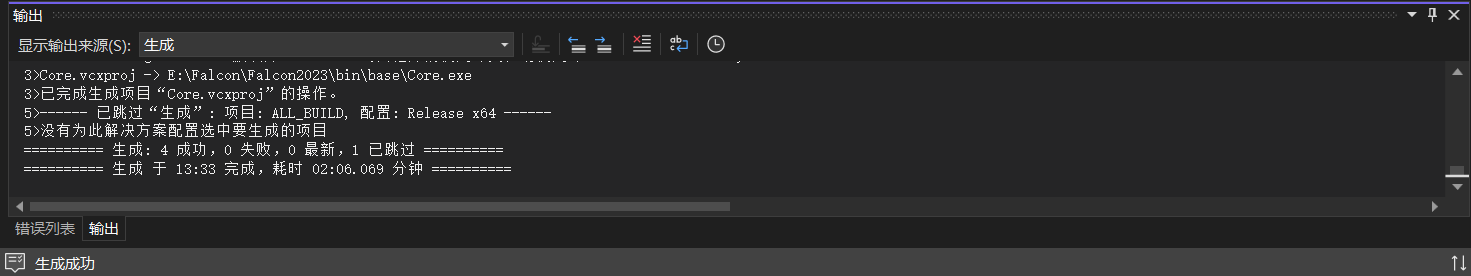 输出
显示输出来源(S): 生成
3>Core.vcxproj -> E:\Falcon\Falcon2023\bin\base\Core.exe
3>已完成生成项目“Core.vcxproj”的操作。
5>------ 已跳过“生成”: 项目: ALL_BUILD, 配置: Release x64 ------
5>没有为此解决方案配置选中要生成的项目
========== 生成: 4 成功，0 失败，0 最新，1 已跳过 ==========
========== 生成 于 13:33 完成，耗时 02:06.069 分钟 ==========
错误列表 输出
生成成功